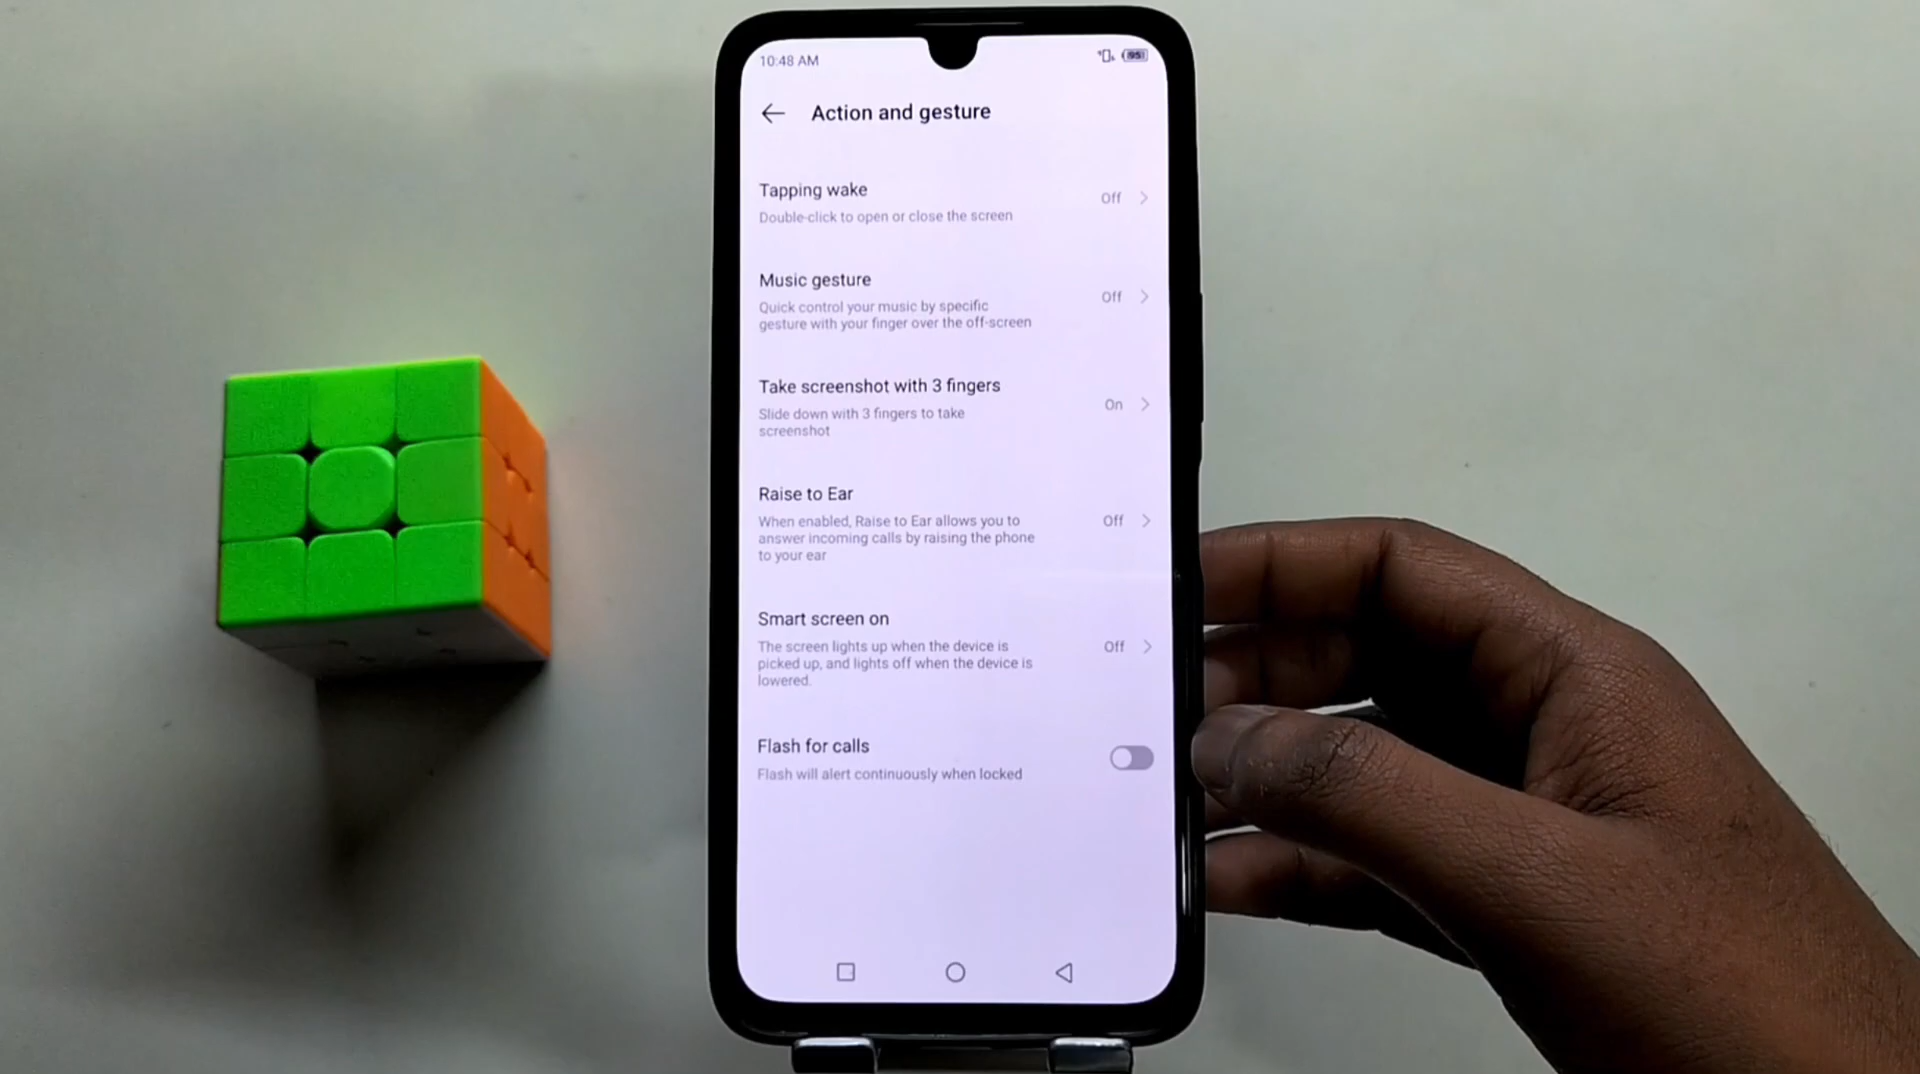 10:48 AM
95
Action and gesture
Tapping wake
Double-click to open or close the screen
Off
Music gesture
Quick control your music by specific
gesture with your finger over the off-screen
Off
Take screenshot with 3 fingers
Slide down with 3 fingers to take
screenshot
On
Raise to Ear
When enabled, Raise to Ear allows you to
answer incoming calls by raising the phone
to your ear
Off
Smart screen on
The screen lights up when the device is
picked up, and lights off when the device is
lowered.
Off
Flash for calls
Flash will alert continuously when locked